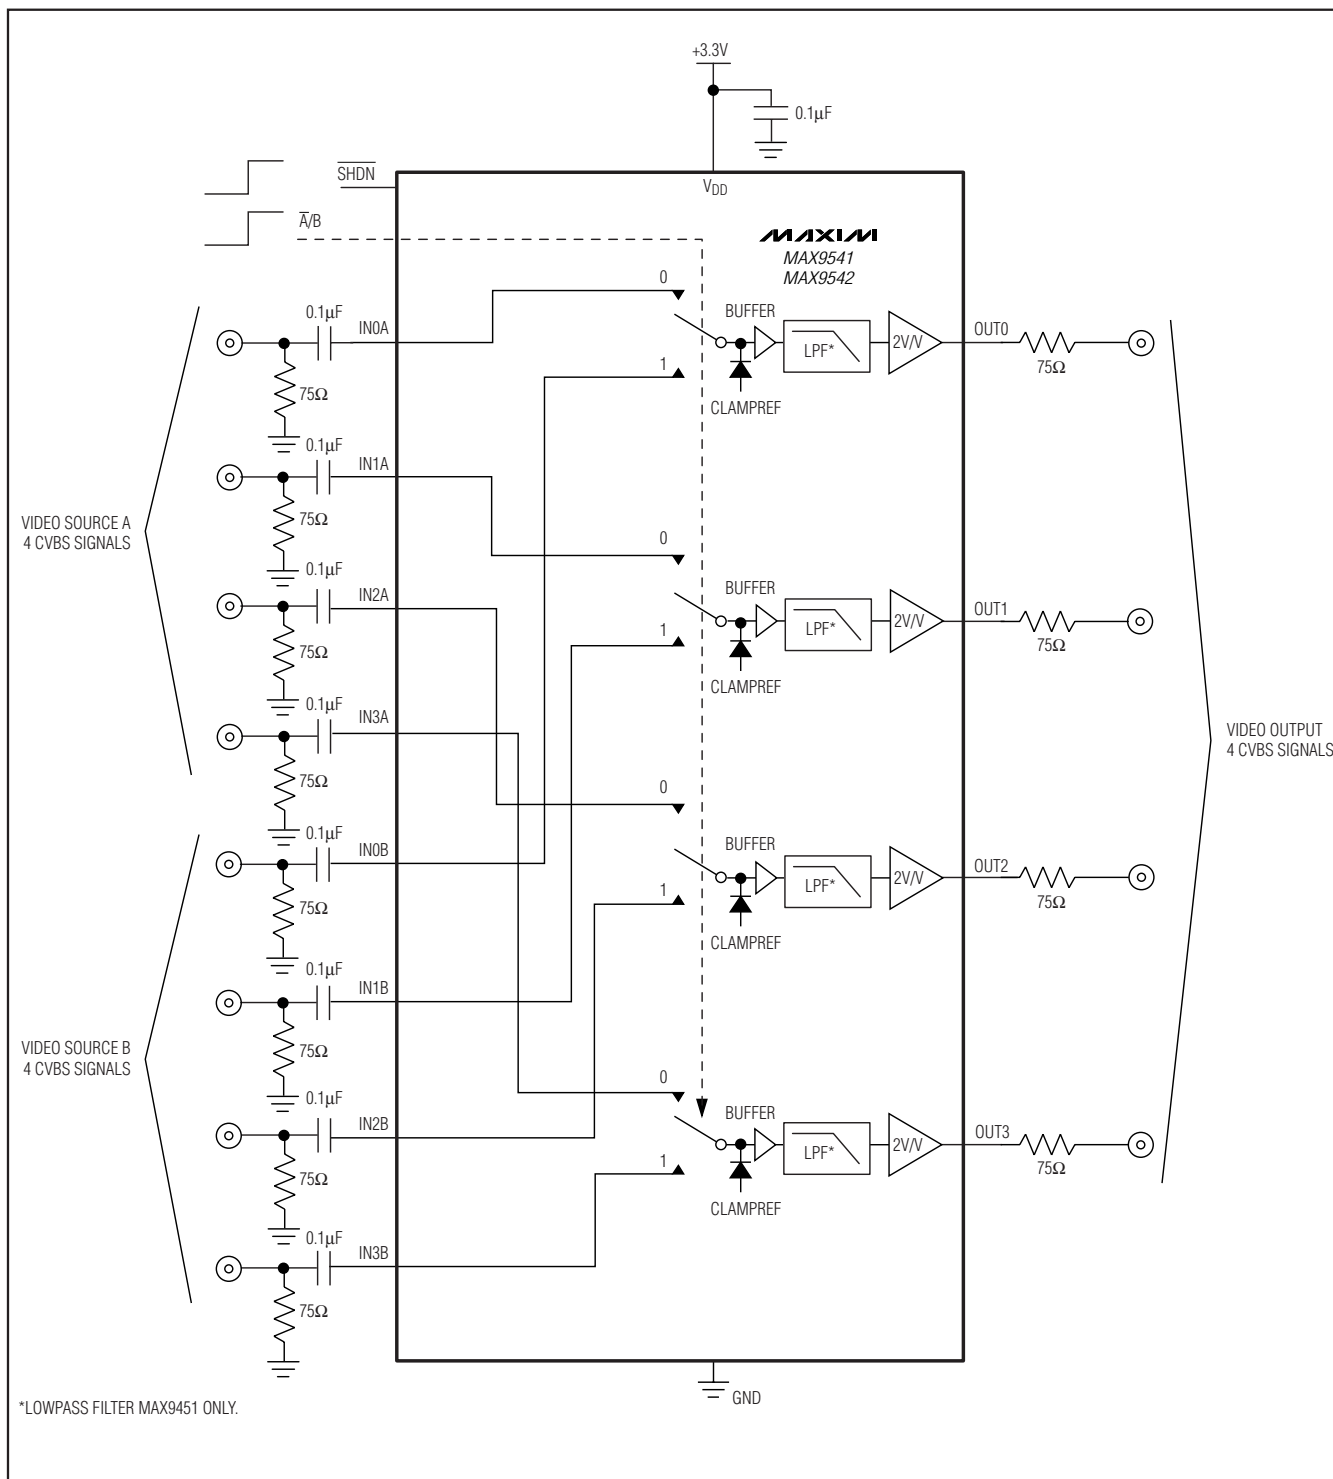 +3.3V
0.1µF
S̅H̅D̅N̅
VDD
A̅/B
MAXIM
MAX9541
MAX9542
0
0.1µF
IN0A
BUFFER
LPF*
2V/V
OUT0
75Ω
1
75Ω
CLAMPREF
0.1µF
IN1A
75Ω
VIDEO SOURCE A
4 CVBS SIGNALS
0
0.1µF
IN2A
BUFFER
LPF*
2V/V
OUT1
75Ω
1
75Ω
CLAMPREF
0.1µF
IN3A
75Ω
VIDEO OUTPUT
4 CVBS SIGNALS
0
0.1µF
IN0B
BUFFER
LPF*
2V/V
OUT2
75Ω
1
75Ω
CLAMPREF
0.1µF
IN1B
75Ω
VIDEO SOURCE B
4 CVBS SIGNALS
0
0.1µF
IN2B
BUFFER
LPF*
2V/V
OUT3
75Ω
1
75Ω
CLAMPREF
0.1µF
IN3B
75Ω
GND
*LOWPASS FILTER MAX9451 ONLY.